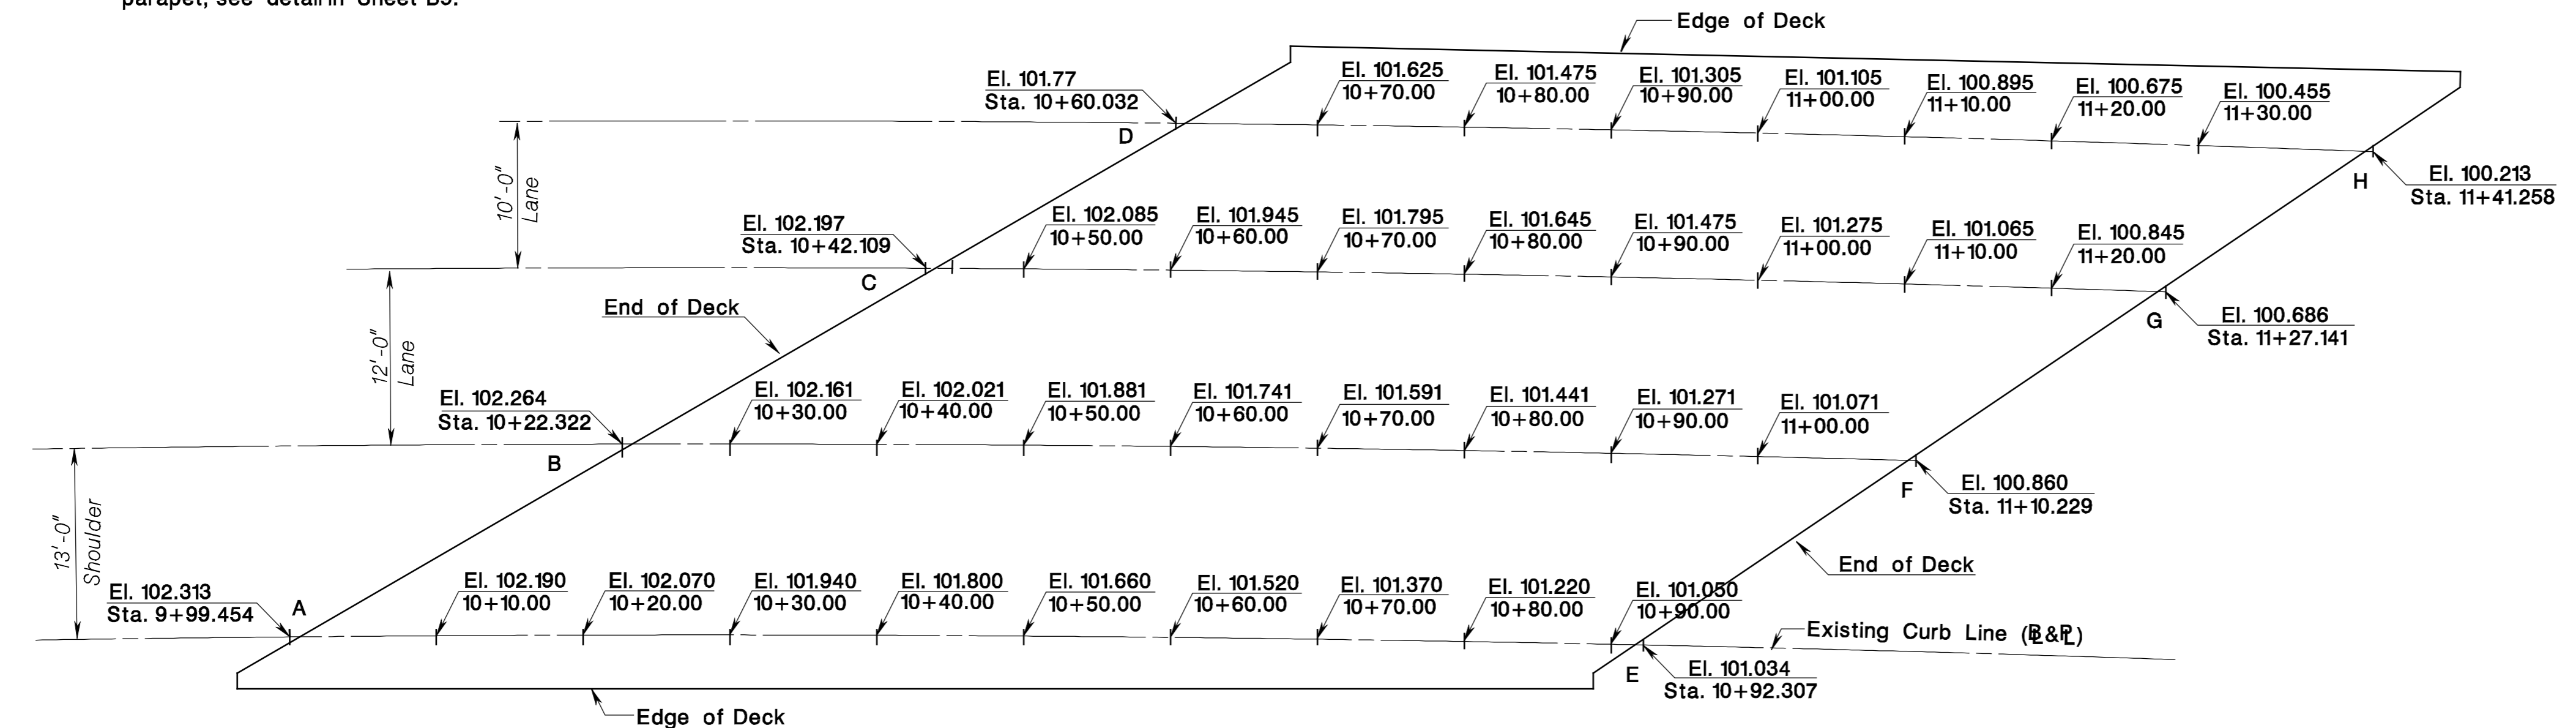 parapet, see detail in Sheet B9.
Edge of Deck
El. 101.77
Sta. 10+60.032
El. 101.625
10+70.00
El. 101.475
10+80.00
El. 101.305
10+90.00
El. 101.105
11+00.00
El. 100.895
11+10.00
El. 100.675
11+20.00
El. 100.455
11+30.00
D
10'-0"
Lane
H
El. 100.213
Sta. 11+41.258
El. 102.197
Sta. 10+42.109
El. 102.085
10+50.00
El. 101.945
10+60.00
El. 101.795
10+70.00
El. 101.645
10+80.00
El. 101.475
10+90.00
El. 101.275
11+00.00
El. 101.065
11+10.00
El. 100.845
11+20.00
C
End of Deck
G
El. 100.686
Sta. 11+27.141
12'-0"
Lane
El. 102.264
Sta. 10+22.322
El. 102.161
10+30.00
El. 102.021
10+40.00
El. 101.881
10+50.00
El. 101.741
10+60.00
El. 101.591
10+70.00
El. 101.441
10+80.00
El. 101.271
10+90.00
El. 101.071
11+00.00
B
F
El. 100.860
Sta. 11+10.229
13'-0"
Shoulder
End of Deck
El. 102.313
Sta. 9+99.454
A
El. 102.190
10+10.00
El. 102.070
10+20.00
El. 101.940
10+30.00
El. 101.800
10+40.00
El. 101.660
10+50.00
El. 101.520
10+60.00
El. 101.370
10+70.00
El. 101.220
10+80.00
El. 101.050
10+90.00
Existing Curb Line (BL&PL)
E
El. 101.034
Sta. 10+92.307
Edge of Deck